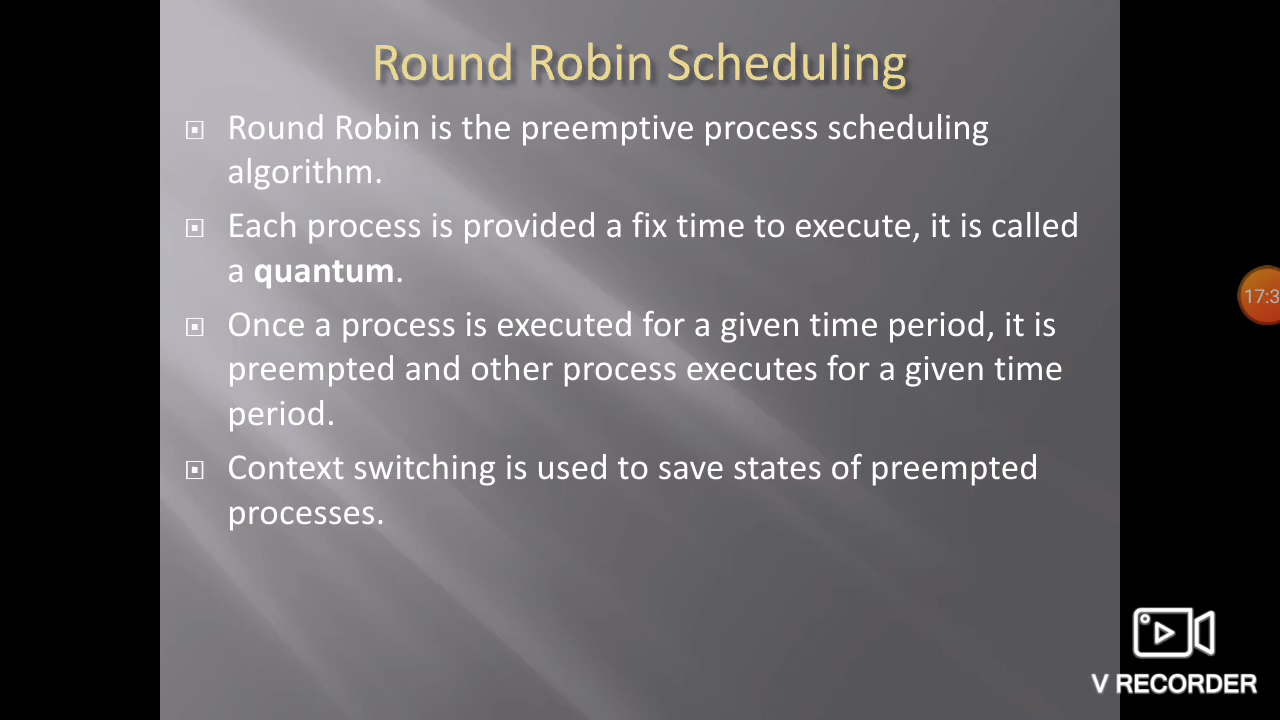 Round Robin Scheduling
Round Robin is the preemptive process scheduling
algorithm.
Each process is provided a fix time to execute, it is called
a quantum.
Once a process is executed for a given time period, it is
preempted and other process executes for a given time
period.
Context switching is used to save states of preempted
processes.
17:3
V RECORDER